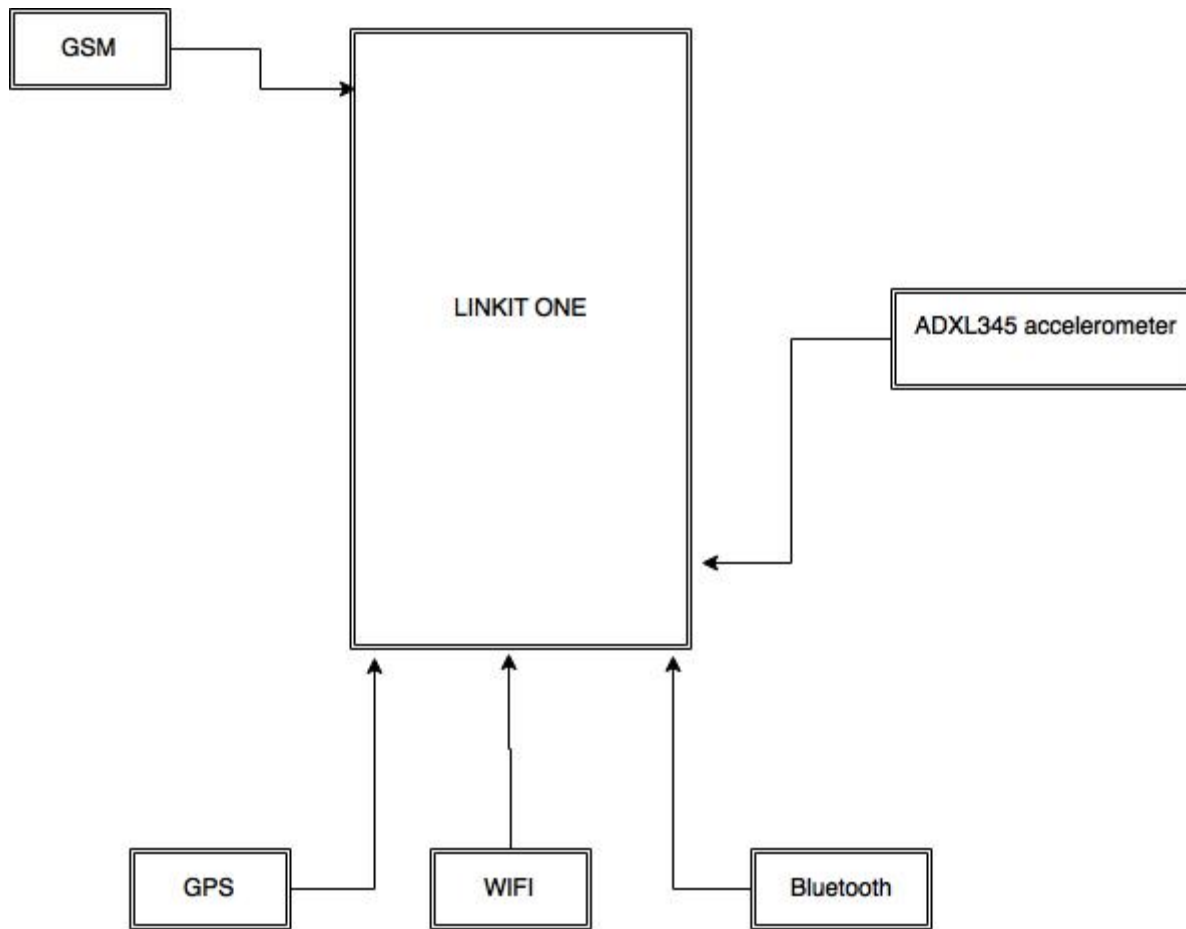 GSM
LINKIT ONE
ADXL345 accelerometer
GPS
WIFI
Bluetooth